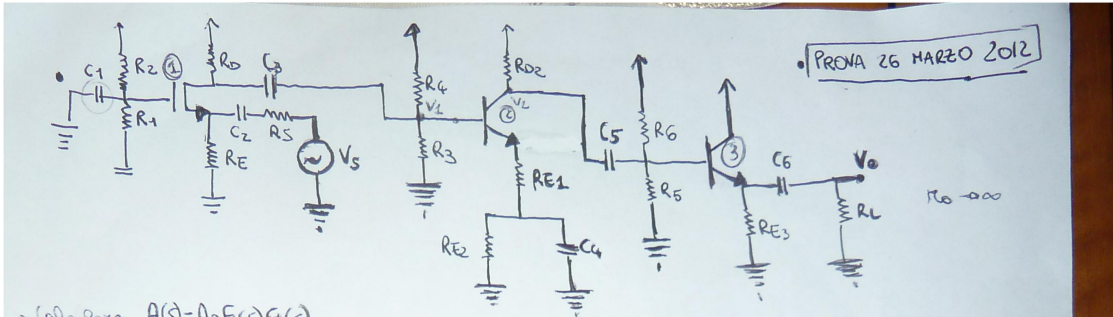 • PROVA 26 MARZO 2012
C1
R2
1
RD
C3
R1
C2
RS
RE
VS
R4
V1
R3
RD2
V2
2
RE1
RE2
C4
C5
R6
R5
3
C6
Vo
RL
RE3
A(s)=A0F(s)G(s)